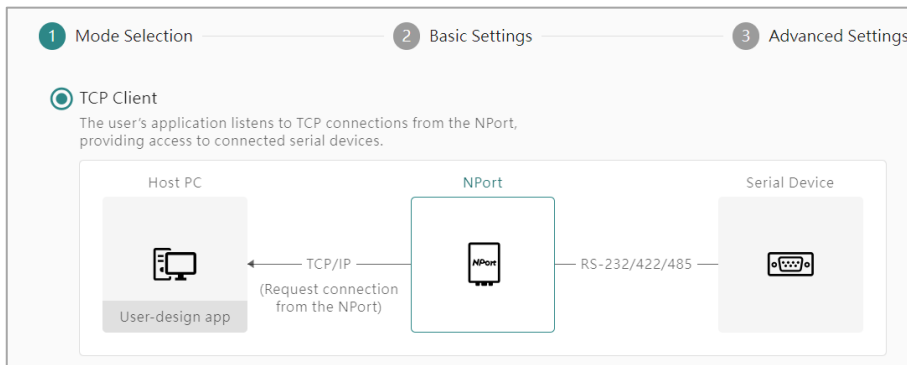 1 Mode Selection 2 Basic Settings 3 Advanced Settings
TCP Client
The user's application listens to TCP connections from the NPort,
providing access to connected serial devices.
Host PC NPort Serial Device
NPort
TCP/IP RS-232/422/485
(Request connection
from the NPort)
User-design app